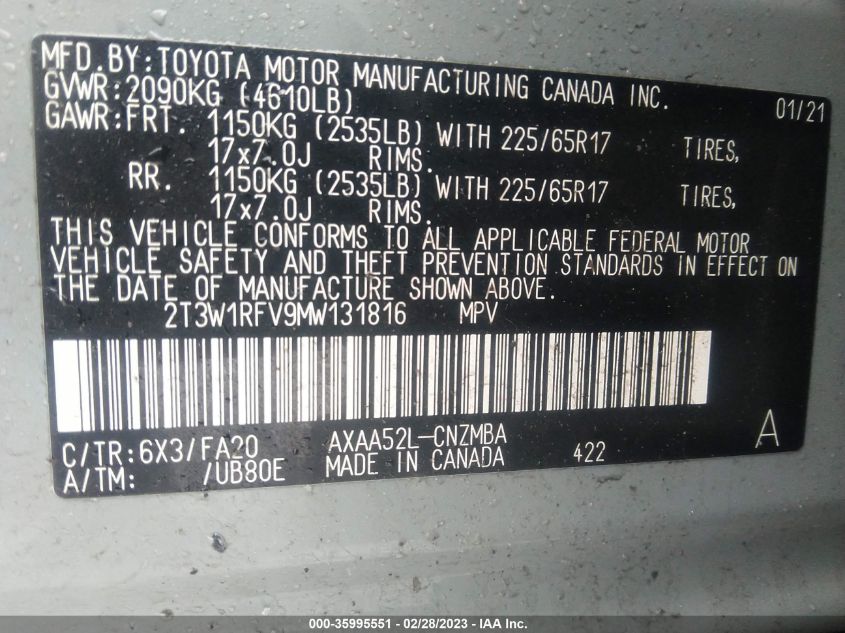 MFD.BY:TOYOTA MOTOR MANUFACTURING CANADA INC.
GVWR:2090KG (4610LB) 01/21
GAWR:FRT. 1150KG (2535LB) WITH 225/65R17 TIRES,
17x7.0J RIMS.
RR. 1150KG (2535LB) WITH 225/65R17 TIRES,
17x7.0J RIMS.
THIS VEHICLE CONFORMS TO ALL APPLICABLE FEDERAL MOTOR
VEHICLE SAFETY AND THEFT PREVENTION STANDARDS IN EFFECT ON
THE DATE OF MANUFACTURE SHOWN ABOVE.
2T3W1RFV9MW131816 MPV
C/TR:6X3/FA20 AXAA52L-CNZMBA A
A/TM: /UB80E MADE IN CANADA 422
000-35995551 - 02/28/2023 - IAA Inc.